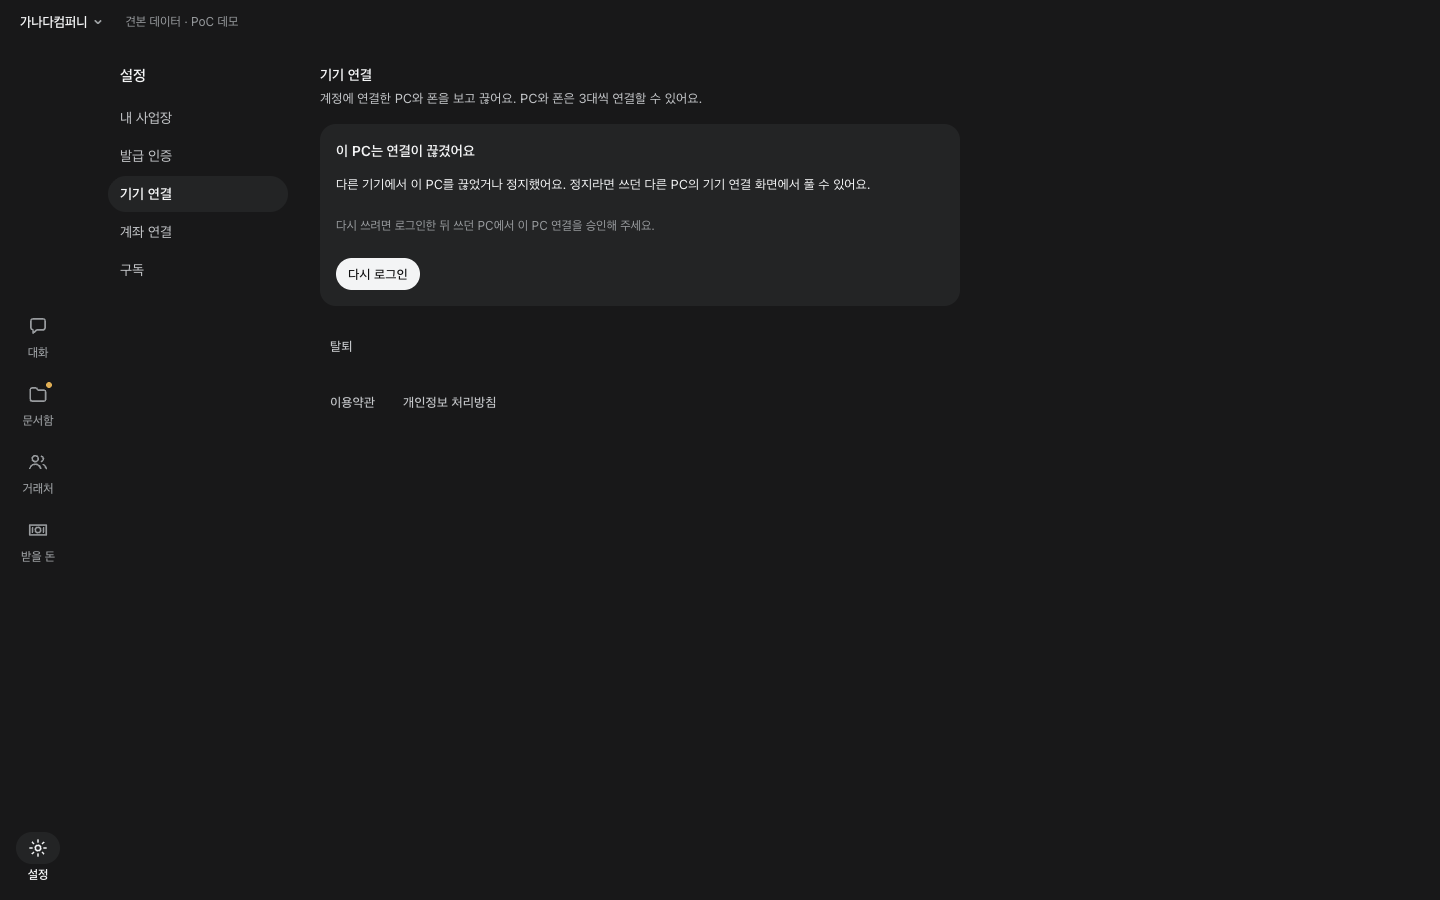 가나다컴퍼니
견본 데이터 · PoC 데모
설정
내 사업장
발급 인증
기기 연결
계좌 연결
구독
기기 연결
계정에 연결한 PC와 폰을 보고 끊어요. PC와 폰은 3대씩 연결할 수 있어요.
이 PC는 연결이 끊겼어요
다른 기기에서 이 PC를 끊었거나 정지했어요. 정지라면 쓰던 다른 PC의 기기 연결 화면에서 풀 수 있어요.
다시 쓰려면 로그인한 뒤 쓰던 PC에서 이 PC 연결을 승인해 주세요.
다시 로그인
탈퇴
이용약관 개인정보 처리방침
대화
문서함
거래처
받을 돈
설정